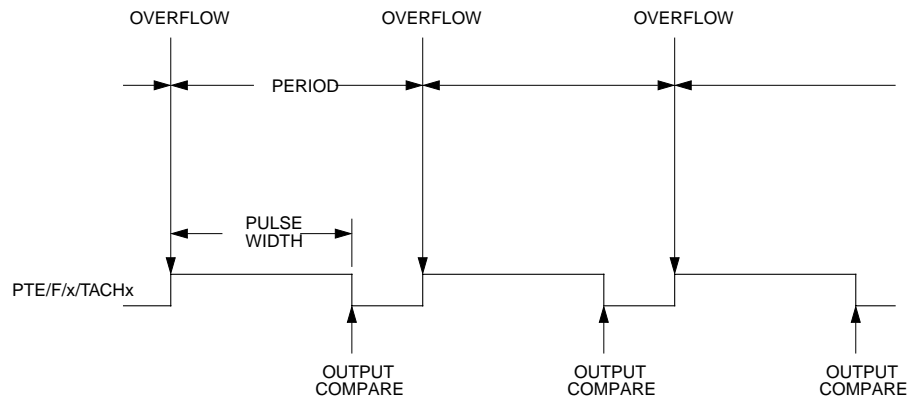 OVERFLOW
OVERFLOW
OVERFLOW
PERIOD
PULSE
WIDTH
PTE/F/x/TACHx
OUTPUT
COMPARE
OUTPUT
COMPARE
OUTPUT
COMPARE